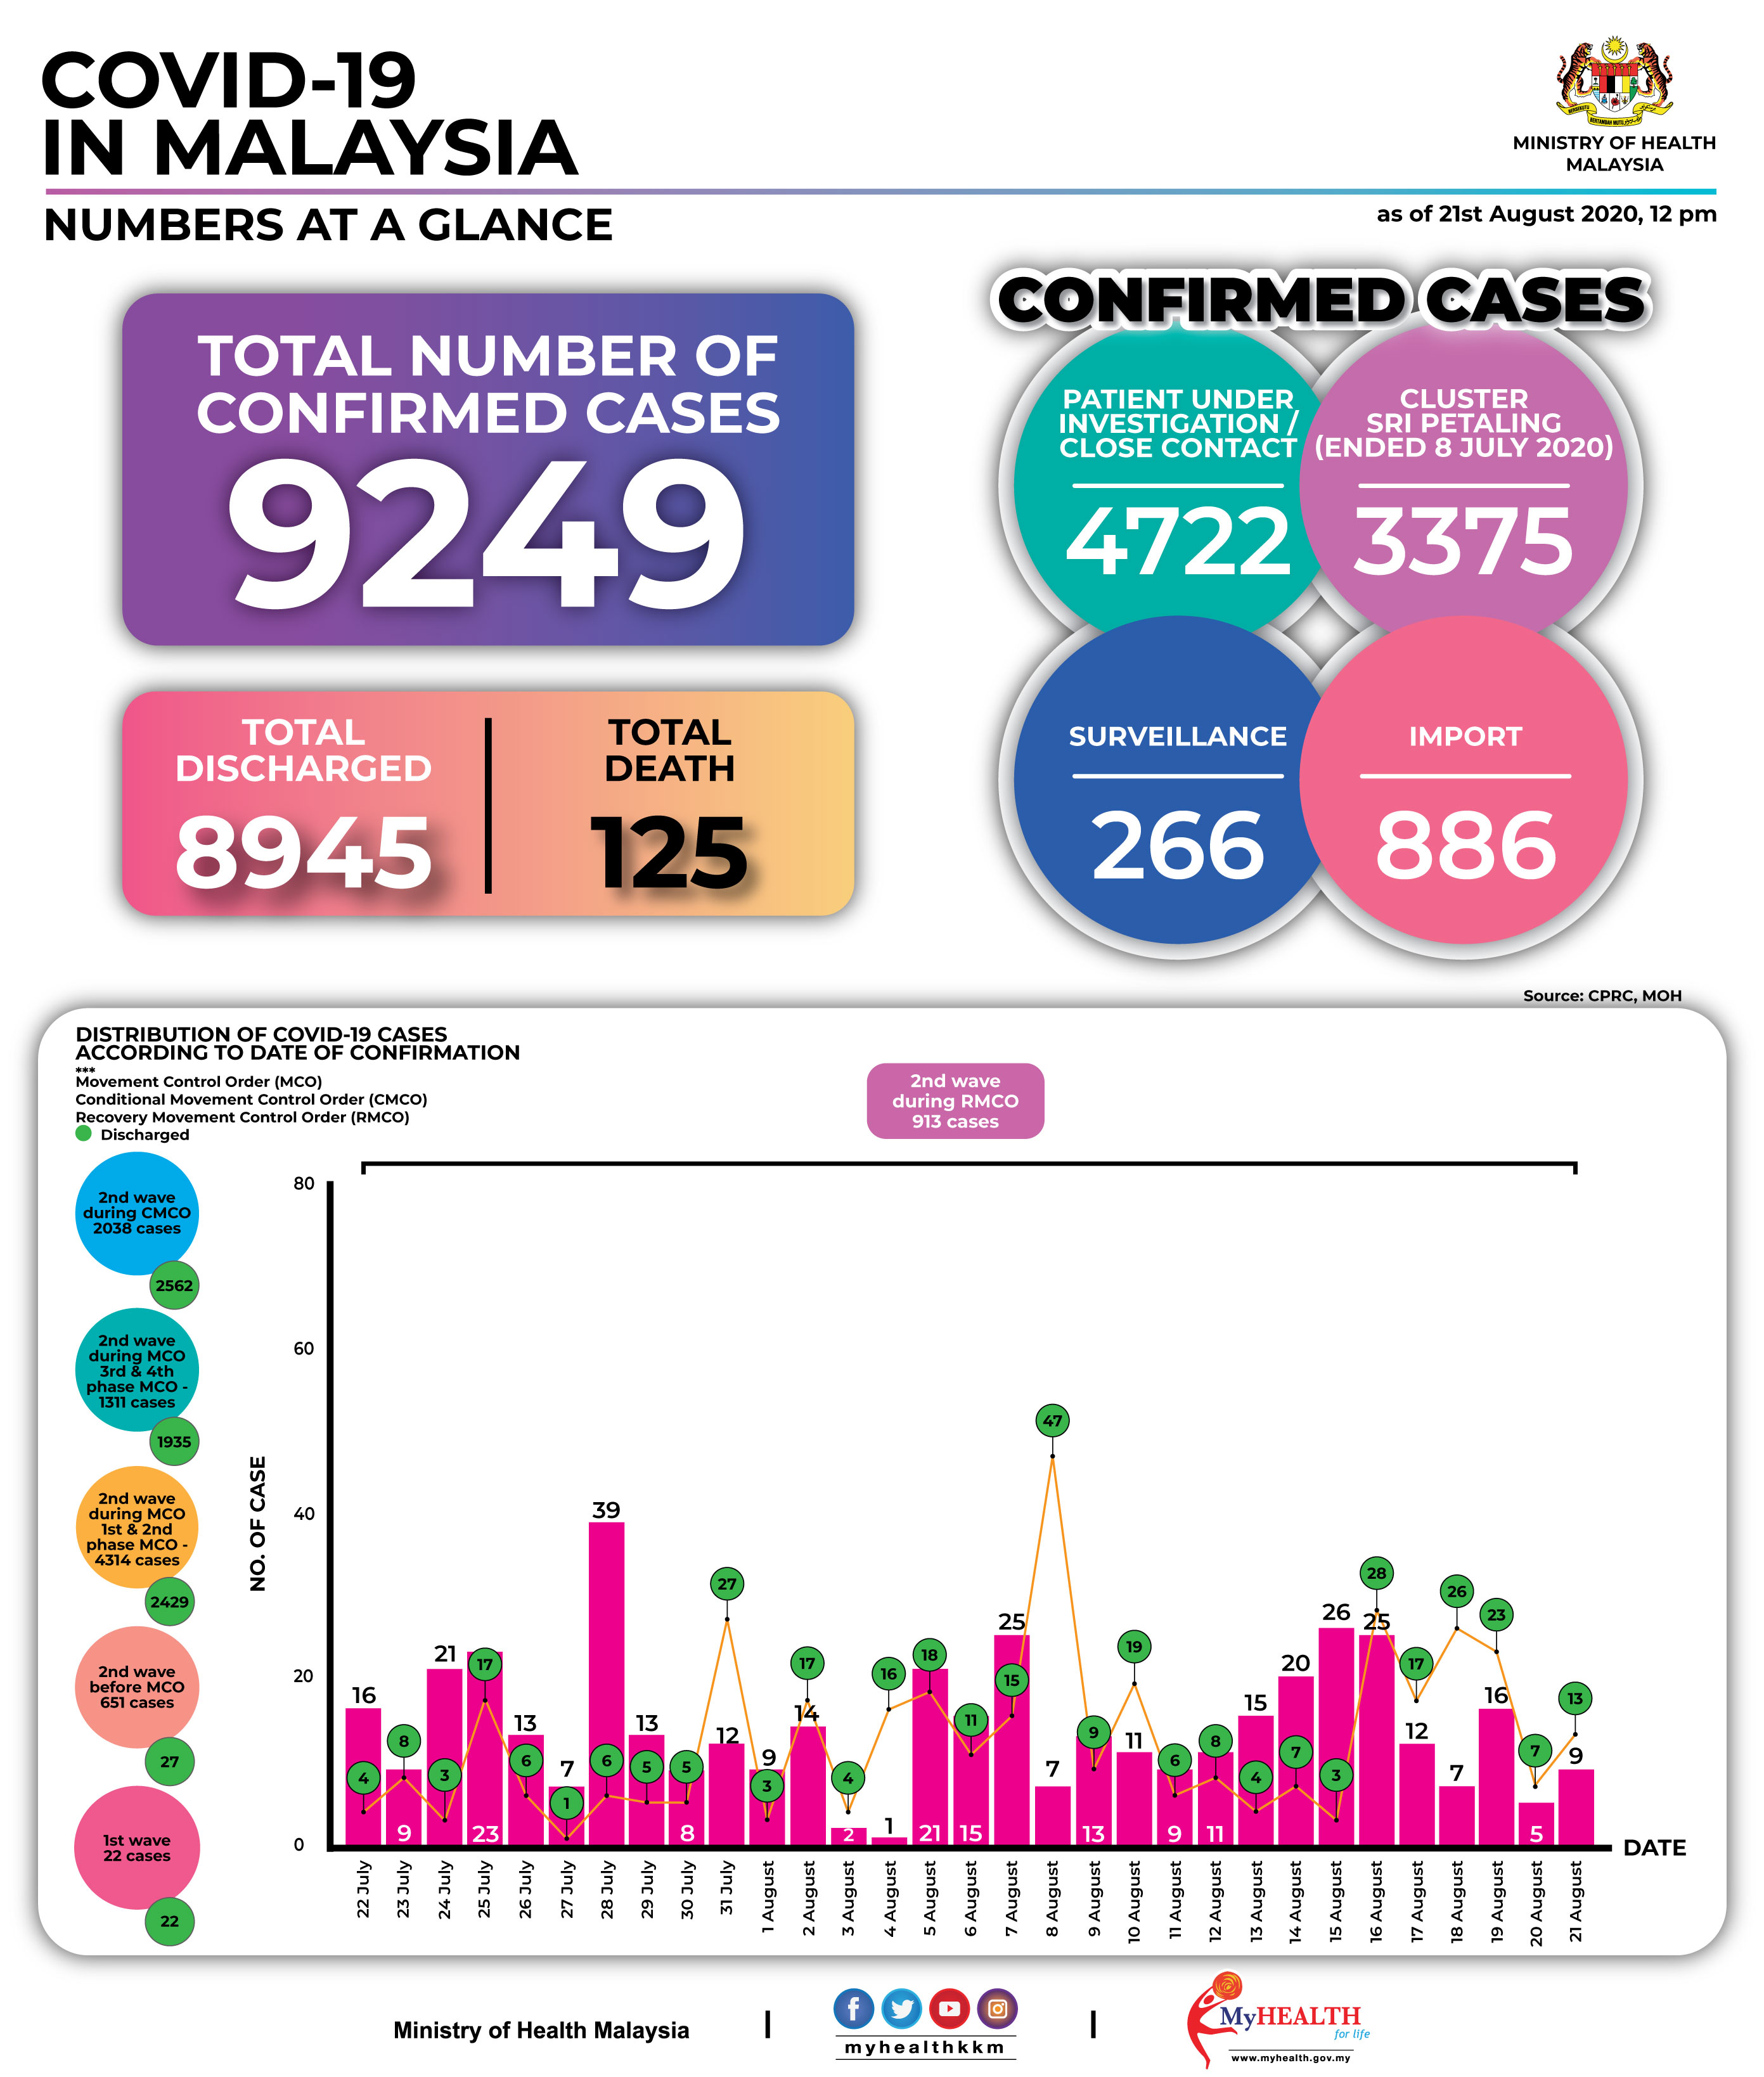 COVID-19
IN MALAYSIA
MINISTRY OF HEALTH
MALAYSIA
NUMBERS AT A GLANCE
as of 21st August 2020, 12 pm
TOTAL NUMBER OF
CONFIRMED CASES
9249
TOTAL
DISCHARGED
8945
TOTAL
DEATH
125
CONFIRMED CASES
PATIENT UNDER
INVESTIGATION /
CLOSE CONTACT
4722
CLUSTER
SRI PETALING
(ENDED 8 JULY 2020)
3375
SURVEILLANCE
266
IMPORT
886
Source: CPRC, MOH
DISTRIBUTION OF COVID-19 CASES
ACCORDING TO DATE OF CONFIRMATION
***
Movement Control Order (MCO)
Conditional Movement Control Order (CMCO)
Recovery Movement Control Order (RMCO)
Discharged
2nd wave
during RMCO
913 cases
2nd wave
during CMCO
2038 cases
2562
2nd wave
during MCO
3rd & 4th
phase MCO -
1311 cases
1935
2nd wave
during MCO
1st & 2nd
phase MCO -
4314 cases
2429
2nd wave
before MCO
651 cases
27
1st wave
22 cases
22
NO. OF CASE
80
60
40
20
0
16
4
8
9
21
3
17
23
13
6
7
1
39
6
13
5
5
8
27
12
9
3
17
14
4
2
16
1
18
21
11
15
25
15
47
7
9
13
19
11
6
9
8
11
15
4
20
7
26
3
28
25
17
12
26
7
23
16
7
5
13
9
22 July
23 July
24 July
25 July
26 July
27 July
28 July
29 July
30 July
31 July
1 August
2 August
3 August
4 August
5 August
6 August
7 August
8 August
9 August
10 August
11 August
12 August
13 August
14 August
15 August
16 August
17 August
18 August
19 August
20 August
21 August
DATE
Ministry of Health Malaysia
myhealthkkm
MyHEALTH
for life
www.myhealth.gov.my